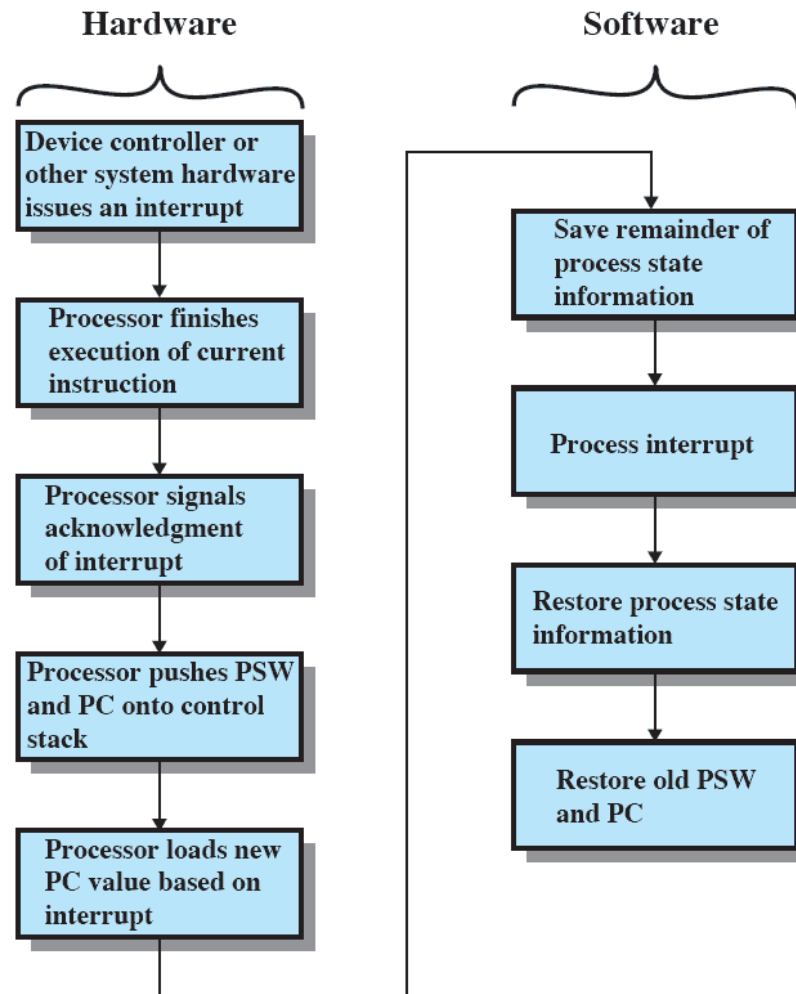 Hardware
Device controller or
other system hardware
issues an interrupt
Processor finishes
execution of current
instruction
Processor signals
acknowledgment
of interrupt
Processor pushes PSW
and PC onto control
stack
Processor loads new
PC value based on
interrupt
Software
Save remainder of
process state
information
Process interrupt
Restore process state
information
Restore old PSW
and PC